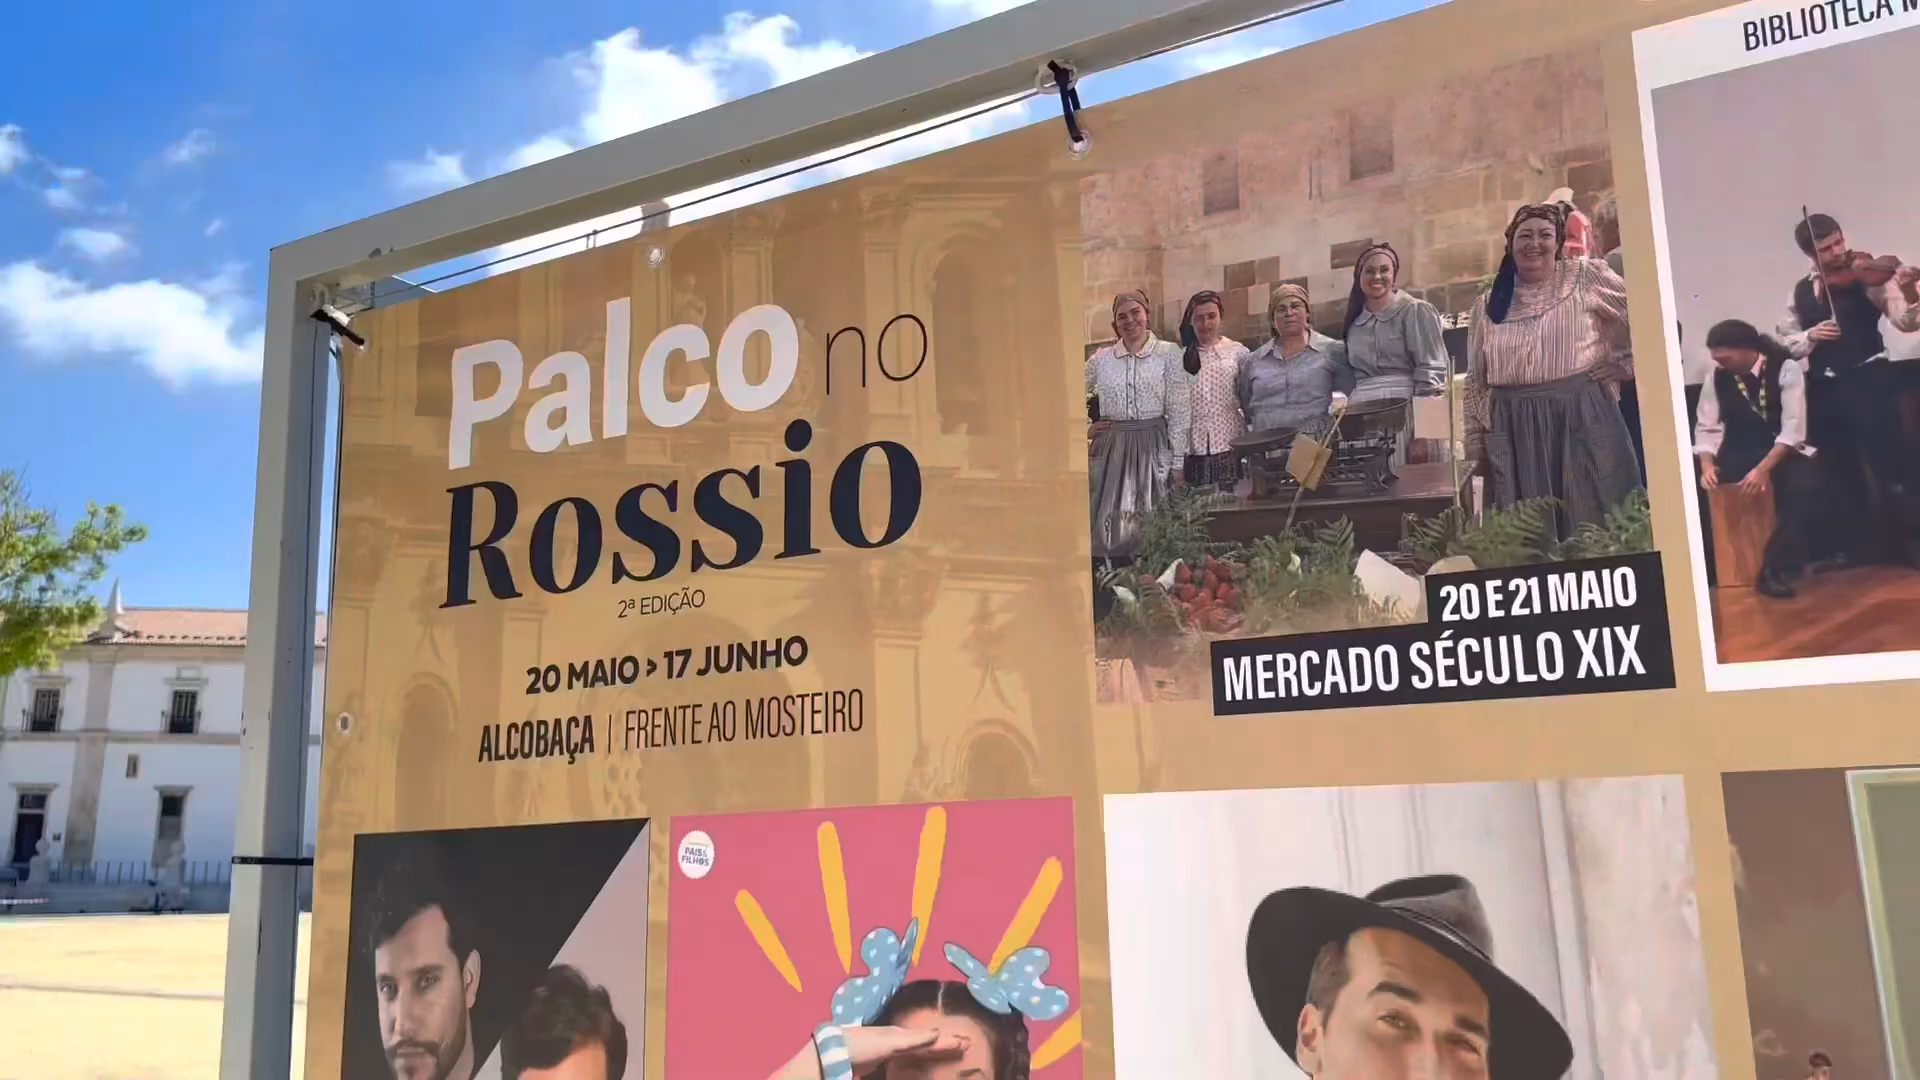 Palco no
Rossio
2ª EDIÇÃO
20 MAIO > 17 JUNHO
ALCOBAÇA | FRENTE AO MOSTEIRO
20 E 21 MAIO
MERCADO SÉCULO XIX
BIBLIOTECA
PAIS &
FILHOS